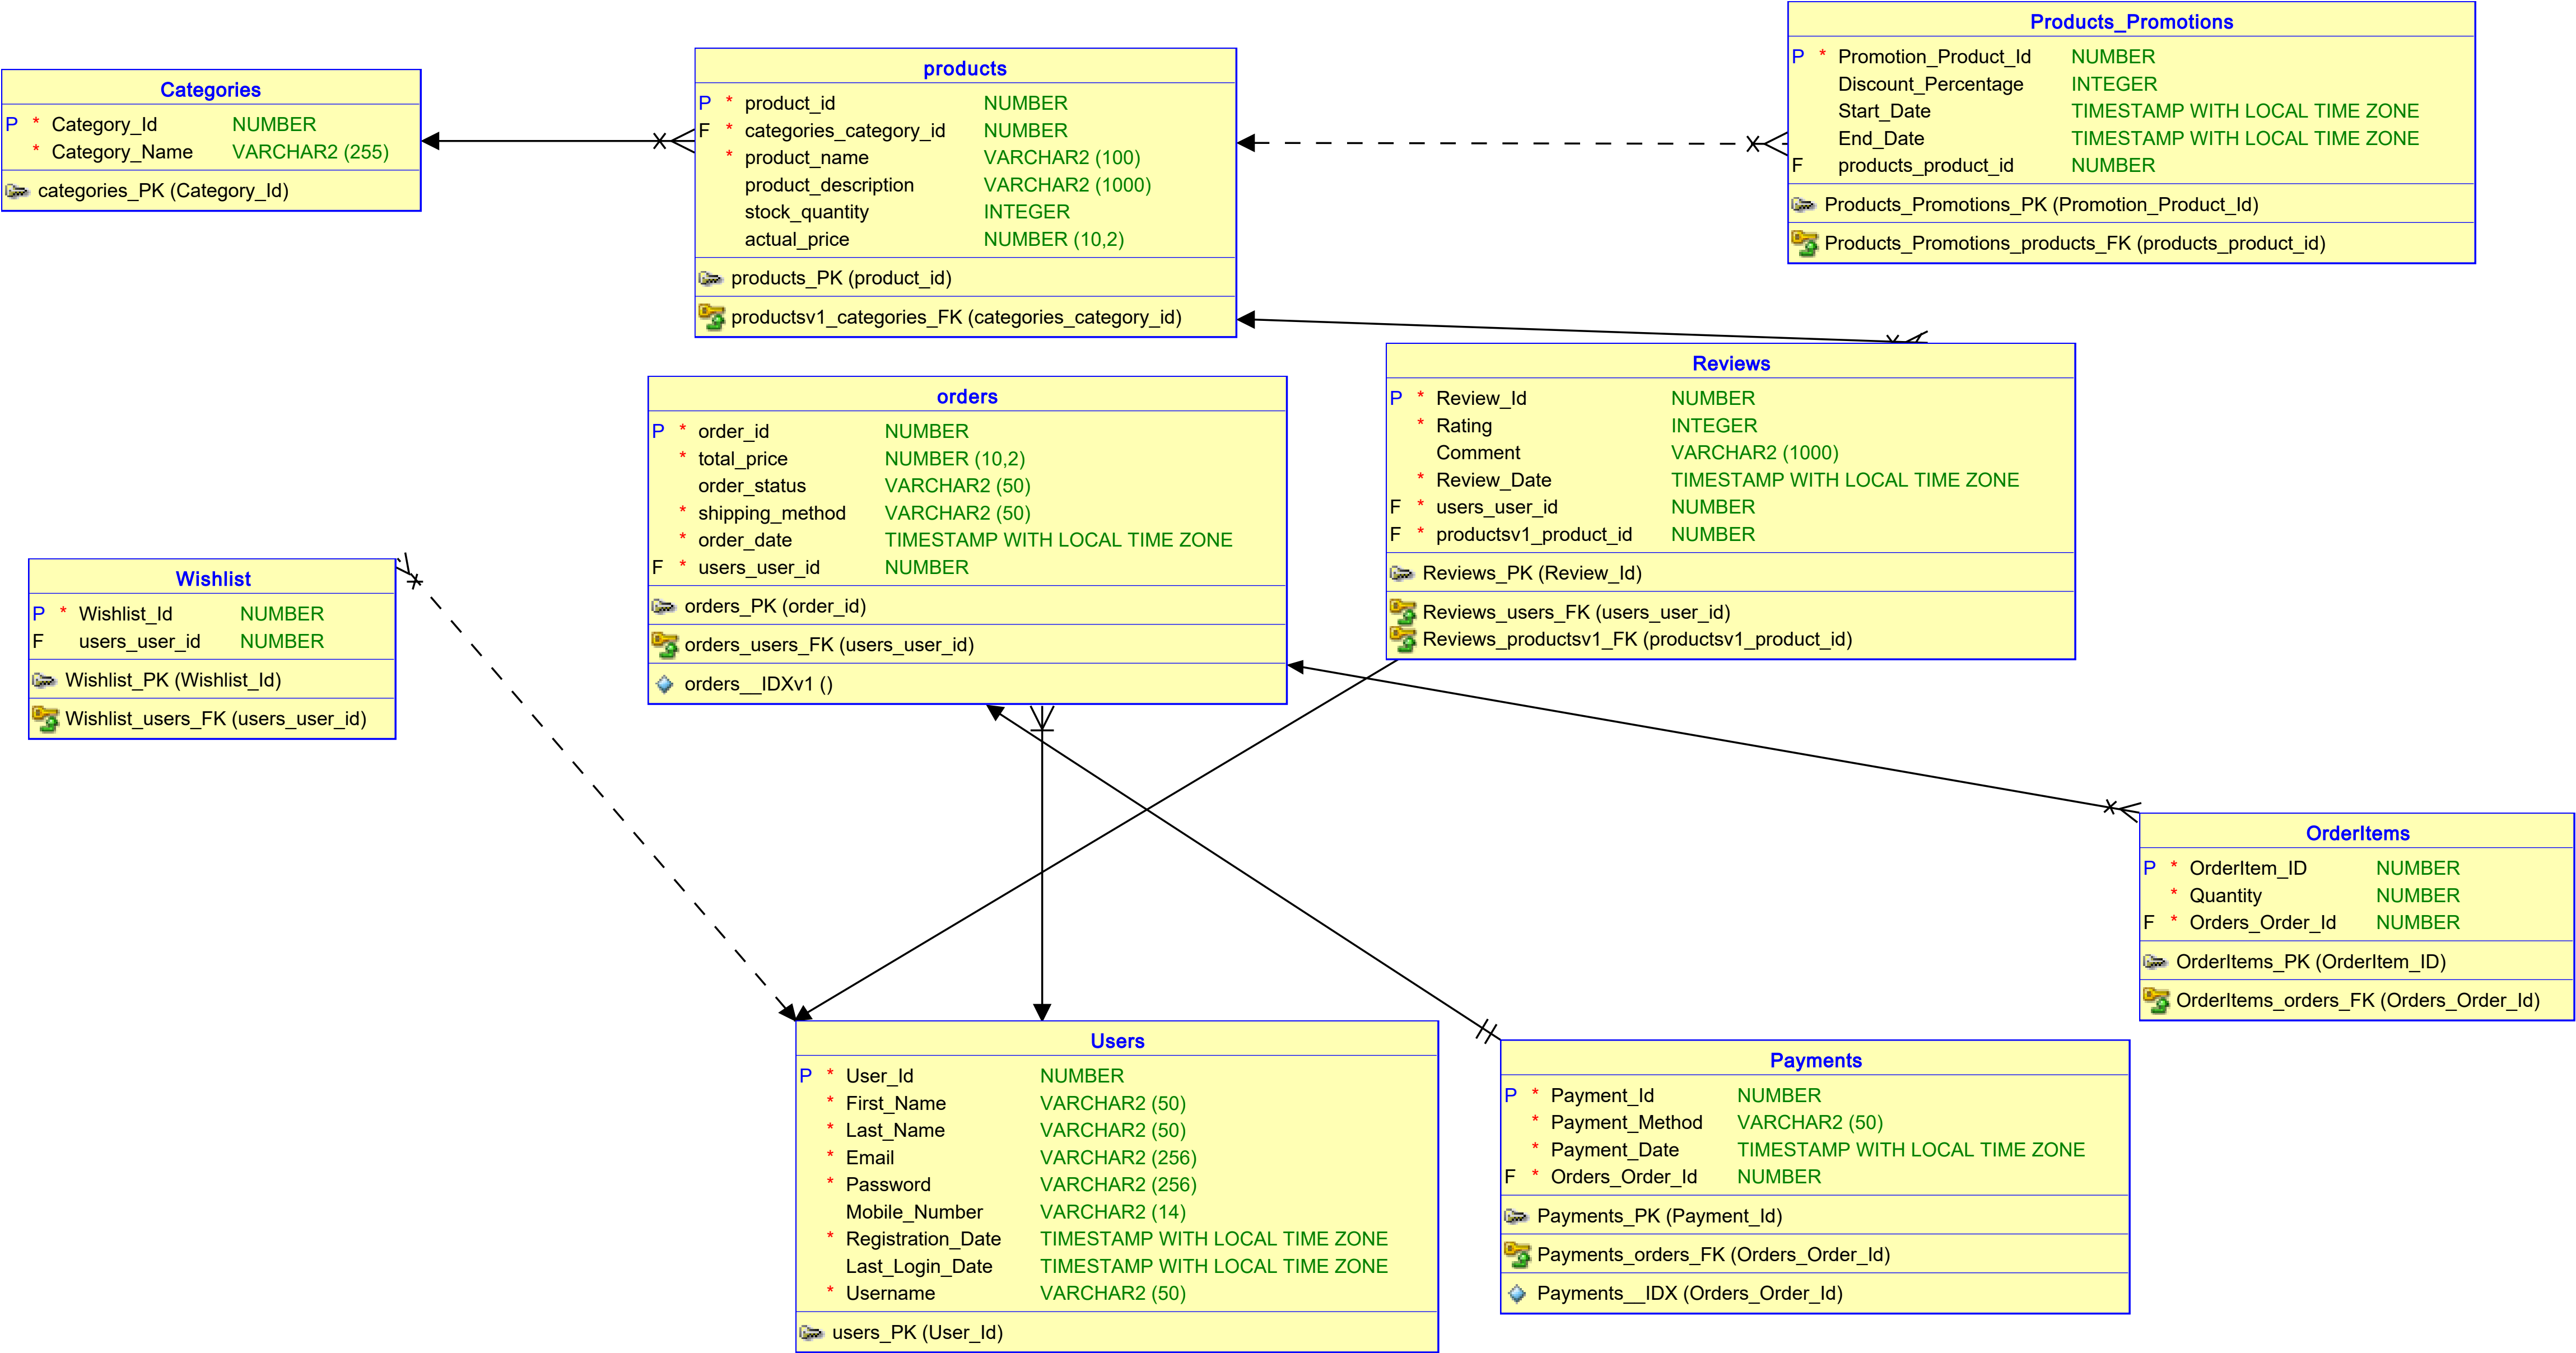 Categories
P * Category_Id NUMBER
* Category_Name VARCHAR2 (255)
categories_PK (Category_Id)
products
P * product_id NUMBER
F * categories_category_id NUMBER
* product_name VARCHAR2 (100)
product_description VARCHAR2 (1000)
stock_quantity INTEGER
actual_price NUMBER (10,2)
products_PK (product_id)
productsv1_categories_FK (categories_category_id)
Products_Promotions
P * Promotion_Product_Id NUMBER
Discount_Percentage INTEGER
Start_Date TIMESTAMP WITH LOCAL TIME ZONE
End_Date TIMESTAMP WITH LOCAL TIME ZONE
F products_product_id NUMBER
Products_Promotions_PK (Promotion_Product_Id)
Products_Promotions_products_FK (products_product_id)
orders
P * order_id NUMBER
* total_price NUMBER (10,2)
order_status VARCHAR2 (50)
* shipping_method VARCHAR2 (50)
* order_date TIMESTAMP WITH LOCAL TIME ZONE
F * users_user_id NUMBER
orders_PK (order_id)
orders_users_FK (users_user_id)
orders__IDXv1 ()
Reviews
P * Review_Id NUMBER
* Rating INTEGER
Comment VARCHAR2 (1000)
* Review_Date TIMESTAMP WITH LOCAL TIME ZONE
F * users_user_id NUMBER
F * productsv1_product_id NUMBER
Reviews_PK (Review_Id)
Reviews_users_FK (users_user_id)
Reviews_productsv1_FK (productsv1_product_id)
Wishlist
P * Wishlist_Id NUMBER
F users_user_id NUMBER
Wishlist_PK (Wishlist_Id)
Wishlist_users_FK (users_user_id)
OrderItems
P * OrderItem_ID NUMBER
* Quantity NUMBER
F * Orders_Order_Id NUMBER
OrderItems_PK (OrderItem_ID)
OrderItems_orders_FK (Orders_Order_Id)
Users
P * User_Id NUMBER
* First_Name VARCHAR2 (50)
* Last_Name VARCHAR2 (50)
* Email VARCHAR2 (256)
* Password VARCHAR2 (256)
Mobile_Number VARCHAR2 (14)
* Registration_Date TIMESTAMP WITH LOCAL TIME ZONE
Last_Login_Date TIMESTAMP WITH LOCAL TIME ZONE
* Username VARCHAR2 (50)
users_PK (User_Id)
Payments
P * Payment_Id NUMBER
* Payment_Method VARCHAR2 (50)
* Payment_Date TIMESTAMP WITH LOCAL TIME ZONE
F * Orders_Order_Id NUMBER
Payments_PK (Payment_Id)
Payments_orders_FK (Orders_Order_Id)
Payments__IDX (Orders_Order_Id)